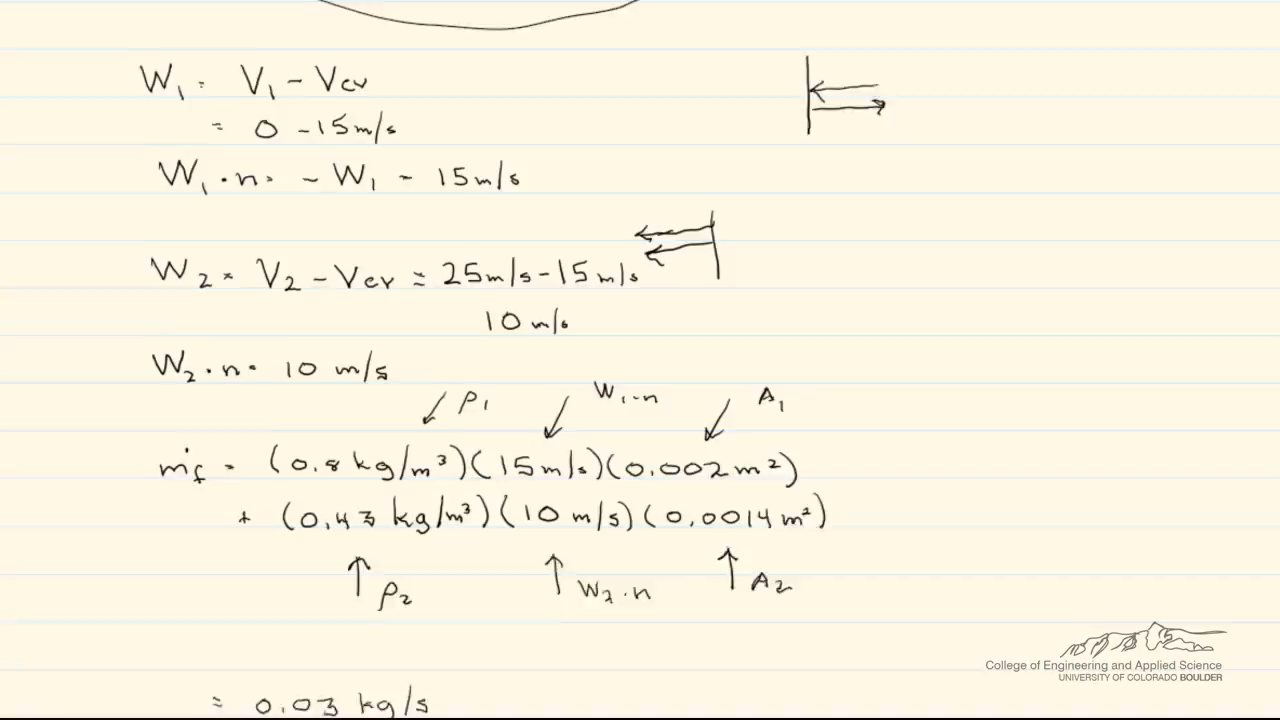 W₁ = V₁ - Vcv
= 0 - 15 m/s
W₁ · n = - W₁ = 15 m/s
W₂ = V₂ - Vcv = 25 m/s - 15 m/s
10 m/s
W₂ · n = 10 m/s
ρ₁ W₁ · n A₁
ṁf = (0.8 kg/m³)(15 m/s)(0.002 m²)
+ (0.43 kg/m³)(10 m/s)(0.0014 m²)
ρ₂ W₂ · n A₂
= 0.03 kg/s
College of Engineering and Applied Science
UNIVERSITY OF COLORADO BOULDER